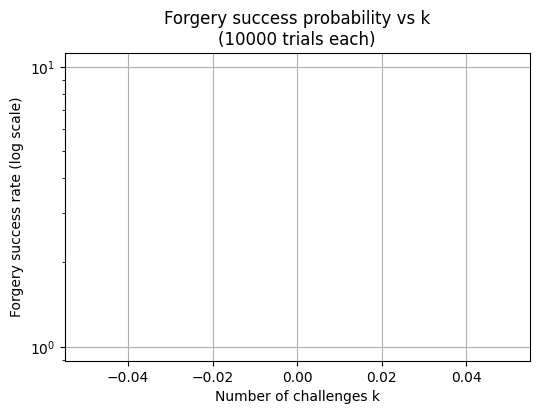 Forgery success probability vs k
(10000 trials each)
Forgery success rate (log scale)
10¹
10⁰
−0.04 −0.02 0.00 0.02 0.04
Number of challenges k